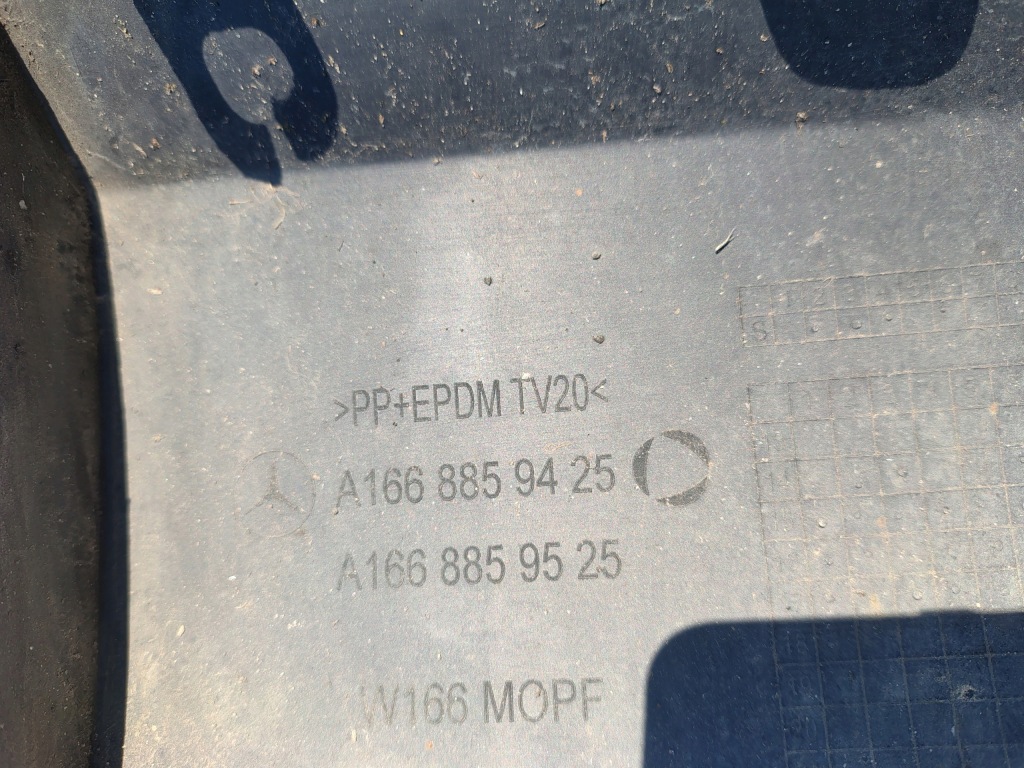 >PP+EPDM TV20<
A166 885 94 25
A166 885 95 25
W166 MOPF